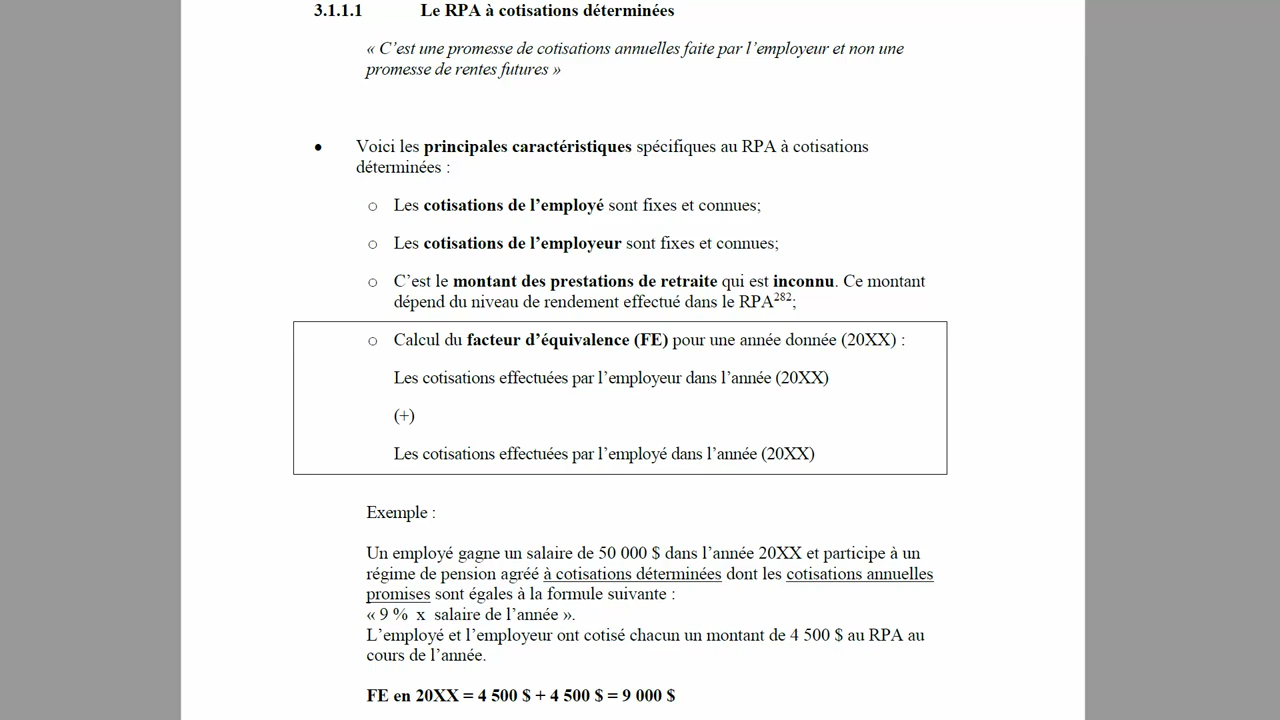 3.1.1.1 Le RPA à cotisations déterminées
« C’est une promesse de cotisations annuelles faite par l’employeur et non une
promesse de rentes futures »
• Voici les principales caractéristiques spécifiques au RPA à cotisations
déterminées :
○ Les cotisations de l’employé sont fixes et connues;
○ Les cotisations de l’employeur sont fixes et connues;
○ C’est le montant des prestations de retraite qui est inconnu. Ce montant
dépend du niveau de rendement effectué dans le RPA²⁸²;
○ Calcul du facteur d’équivalence (FE) pour une année donnée (20XX) :
Les cotisations effectuées par l’employeur dans l’année (20XX)
(+)
Les cotisations effectuées par l’employé dans l’année (20XX)
Exemple :
Un employé gagne un salaire de 50 000 $ dans l’année 20XX et participe à un
régime de pension agréé à cotisations déterminées dont les cotisations annuelles
promises sont égales à la formule suivante :
« 9 % x salaire de l’année ».
L’employé et l’employeur ont cotisé chacun un montant de 4 500 $ au RPA au
cours de l’année.
FE en 20XX = 4 500 $ + 4 500 $ = 9 000 $